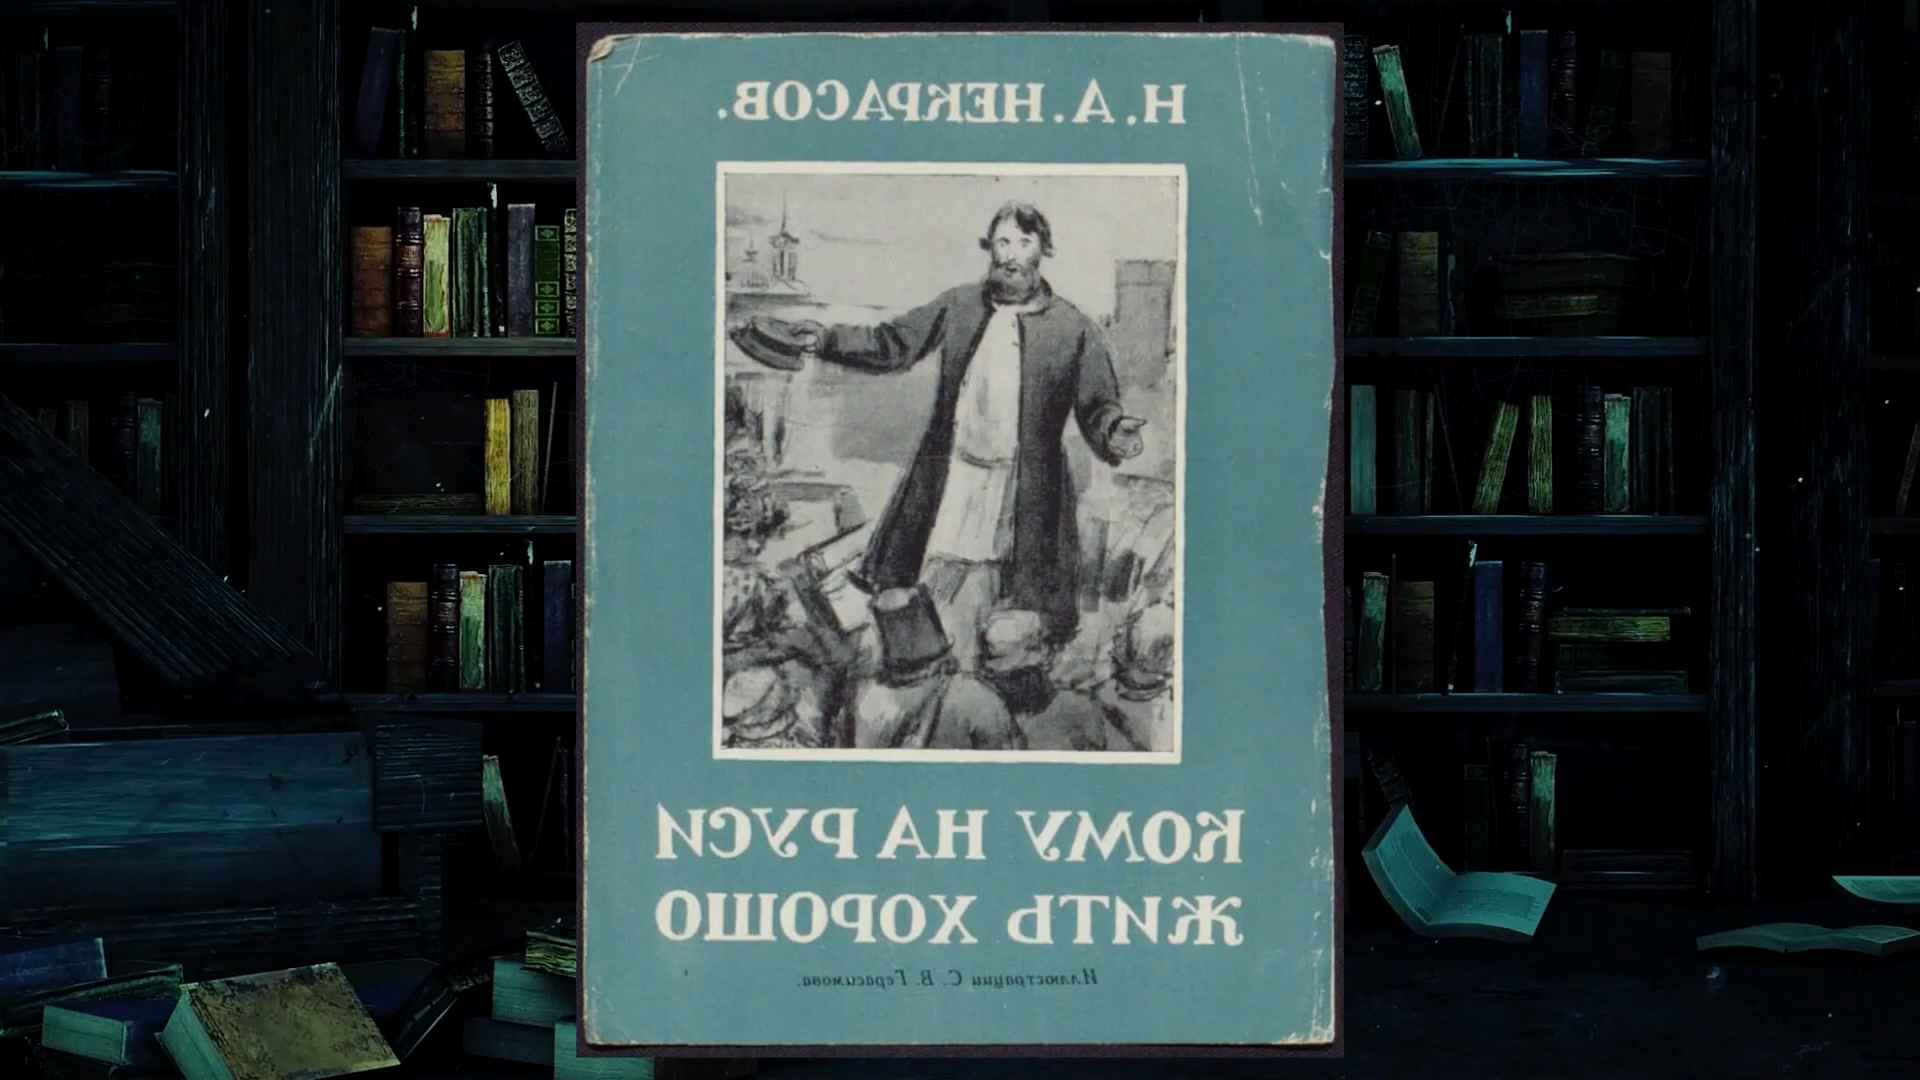 Н.А.НЕКРАСОВ.
КОМУ НА РУСИ
ЖИТЬ ХОРОШО
Иллюстрации С. В. Герасимова.